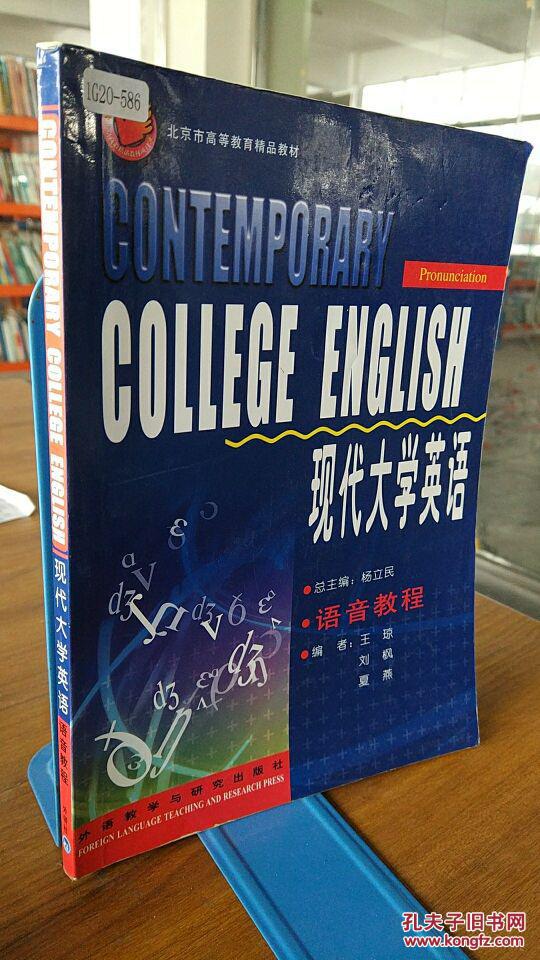 1G20-586
北京市高等教育精品教材
CONTEMPORARY
Pronunciation
COLLEGE ENGLISH
现代大学英语
总主编：杨立民
语音教程
编者：王琼
刘枫
夏燕
外语教学与研究出版社
FOREIGN LANGUAGE TEACHING AND RESEARCH PRESS
CONTEMPORARY COLLEGE ENGLISH 现代大学英语 语音教程
孔夫子旧书网
www.kongfz.com